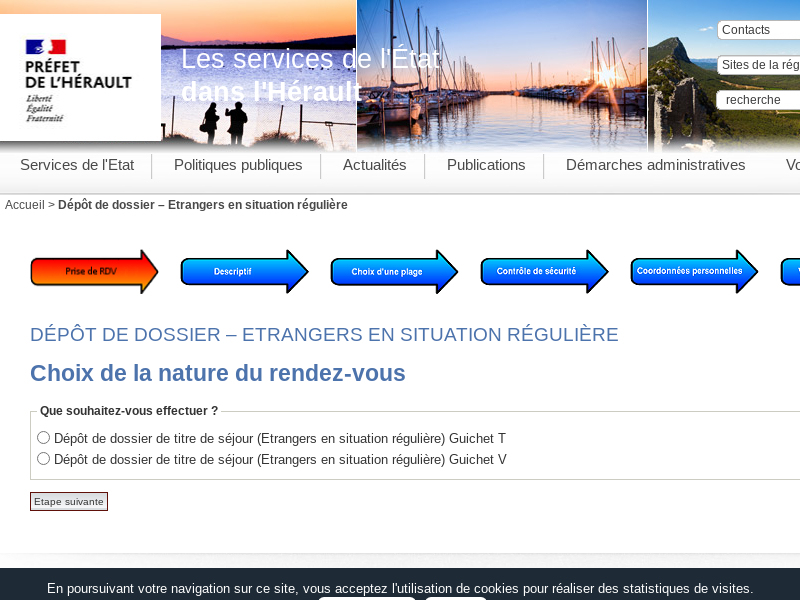 PRÉFET
DE L'HÉRAULT
Liberté
Égalité
Fraternité
Les services de l'État
dans l'Hérault
Contacts
Sites de la rég
recherche
Services de l'Etat
Politiques publiques
Actualités
Publications
Démarches administratives
Vo
Accueil > Dépôt de dossier – Etrangers en situation régulière
Prise de RDV
Descriptif
Choix d'une plage
Contrôle de sécurité
Coordonnées personnelles
DÉPÔT DE DOSSIER – ETRANGERS EN SITUATION RÉGULIÈRE
Choix de la nature du rendez-vous
Que souhaitez-vous effectuer ?
Dépôt de dossier de titre de séjour (Etrangers en situation régulière) Guichet T
Dépôt de dossier de titre de séjour (Etrangers en situation régulière) Guichet V
Etape suivante
En poursuivant votre navigation sur ce site, vous acceptez l'utilisation de cookies pour réaliser des statistiques de visites.